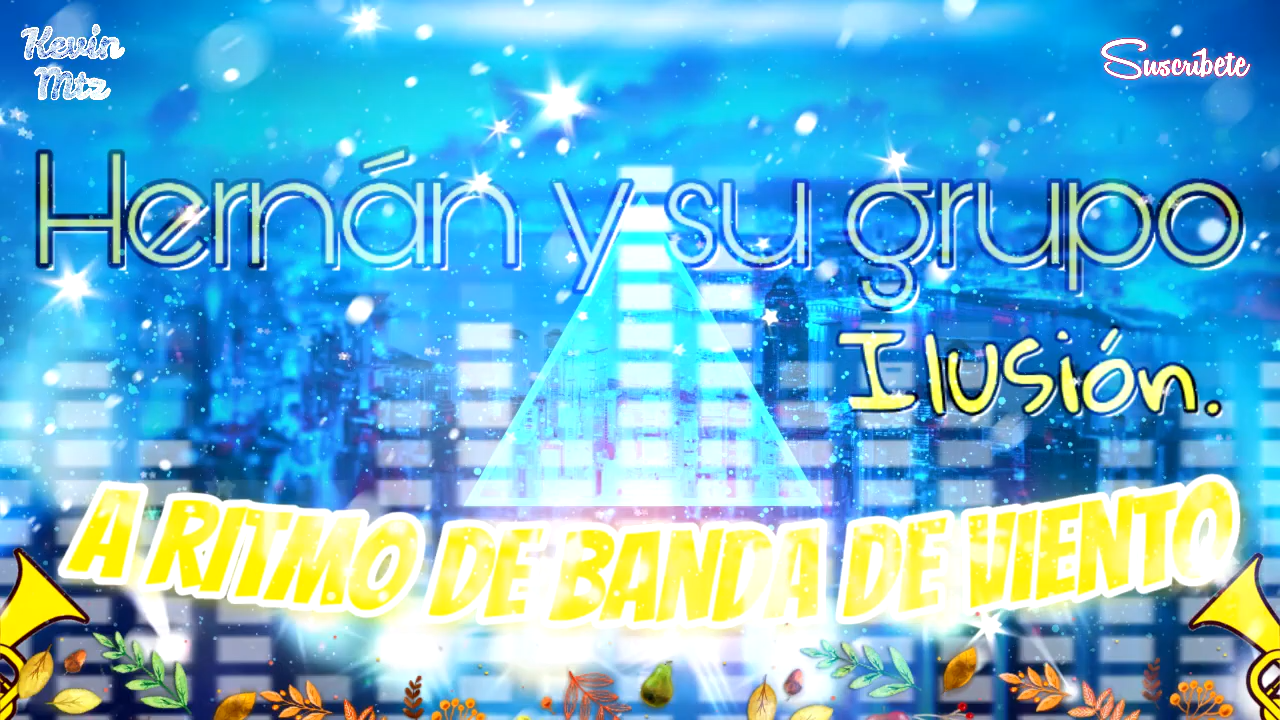 Kevin
Mtz
Suscribete
Hernán y su grupo
Ilusión.
A RITMO DE BANDA DE VIENTO